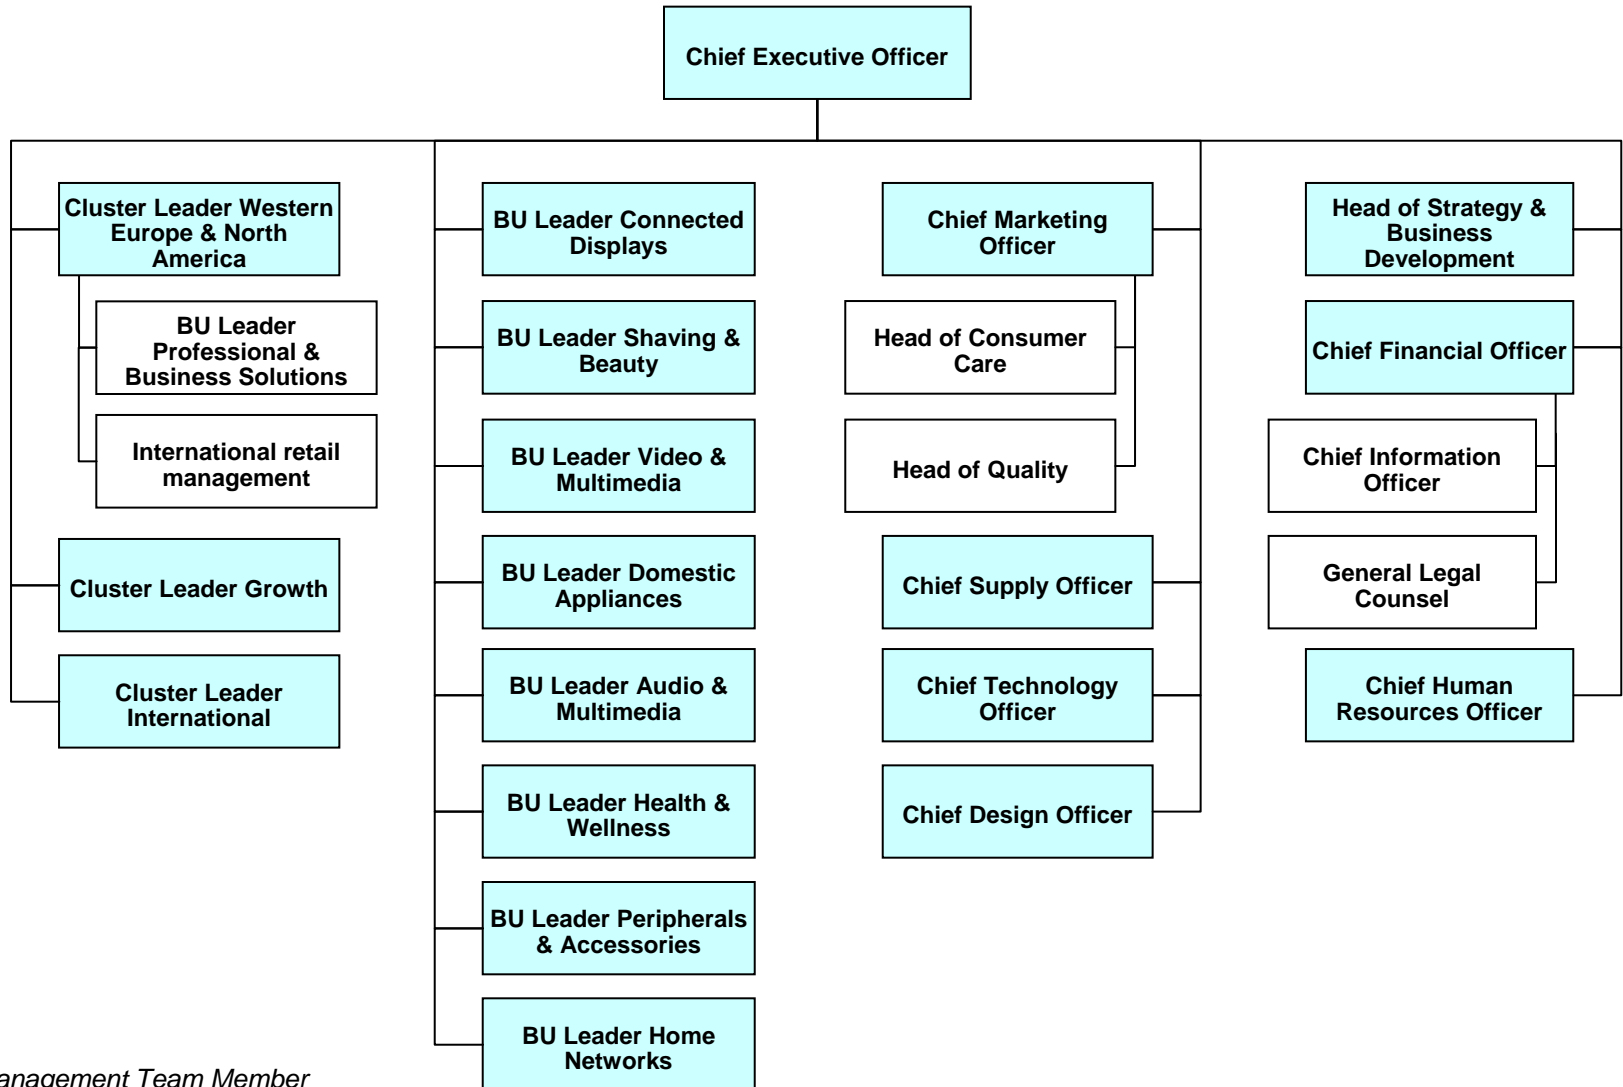 Chief Executive Officer
Cluster Leader Western
Europe & North
America
BU Leader
Professional &
Business Solutions
International retail
management
Cluster Leader Growth
Cluster Leader
International
BU Leader Connected
Displays
BU Leader Shaving &
Beauty
BU Leader Video &
Multimedia
BU Leader Domestic
Appliances
BU Leader Audio &
Multimedia
BU Leader Health &
Wellness
BU Leader Peripherals
& Accessories
BU Leader Home
Networks
Chief Marketing
Officer
Head of Consumer
Care
Head of Quality
Chief Supply Officer
Chief Technology
Officer
Chief Design Officer
Head of Strategy &
Business
Development
Chief Financial Officer
Chief Information
Officer
General Legal
Counsel
Chief Human
Resources Officer
anagement Team Member